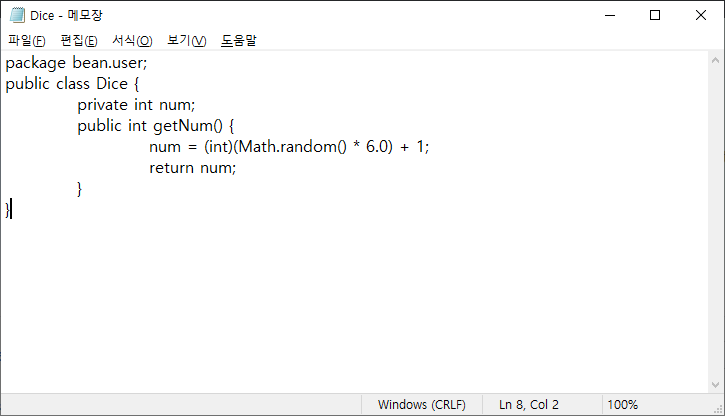 Dice - 메모장
파일(F) 편집(E) 서식(O) 보기(V) 도움말
package bean.user;
public class Dice {
private int num;
public int getNum() {
num = (int)(Math.random() * 6.0) + 1;
return num;
}
}
Windows (CRLF) Ln 8, Col 2 100%